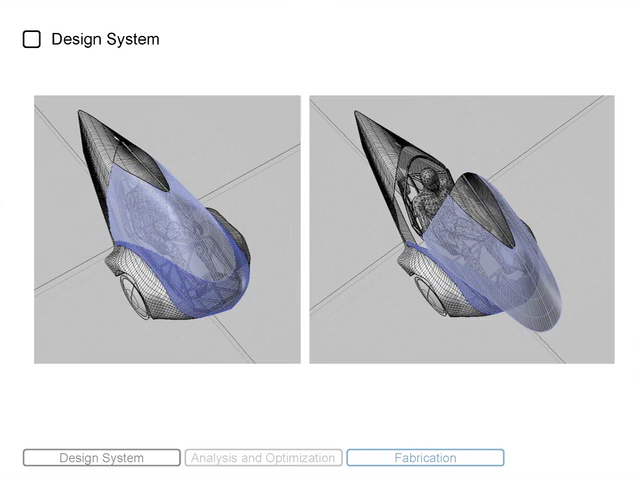 Design System
Design System
Analysis and Optimization
Fabrication